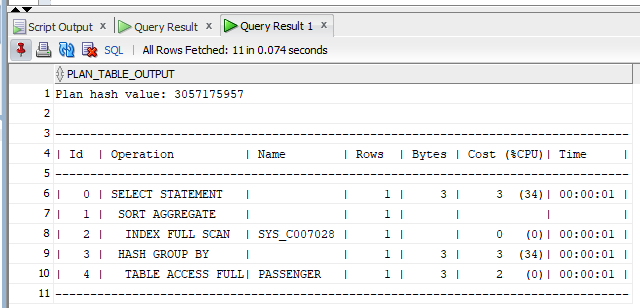 Script Output × Query Result × Query Result 1 ×
SQL | All Rows Fetched: 11 in 0.074 seconds
PLAN_TABLE_OUTPUT
1 Plan hash value: 3057175957
2
3 --------------------------------------------------------------------------------
4 | Id  | Operation          | Name        | Rows  | Bytes | Cost (%CPU)| Time     |
5 --------------------------------------------------------------------------------
6 |   0 | SELECT STATEMENT   |             |     1 |     3 |     3  (34)| 00:00:01 |
7 |   1 |  SORT AGGREGATE    |             |     1 |       |            |          |
8 |   2 |   INDEX FULL SCAN  | SYS_C007028 |     1 |       |     0   (0)| 00:00:01 |
9 |   3 |  HASH GROUP BY     |             |     1 |     3 |     3  (34)| 00:00:01 |
10 |   4 |   TABLE ACCESS FULL| PASSENGER   |     1 |     3 |     2   (0)| 00:00:01 |
11 --------------------------------------------------------------------------------